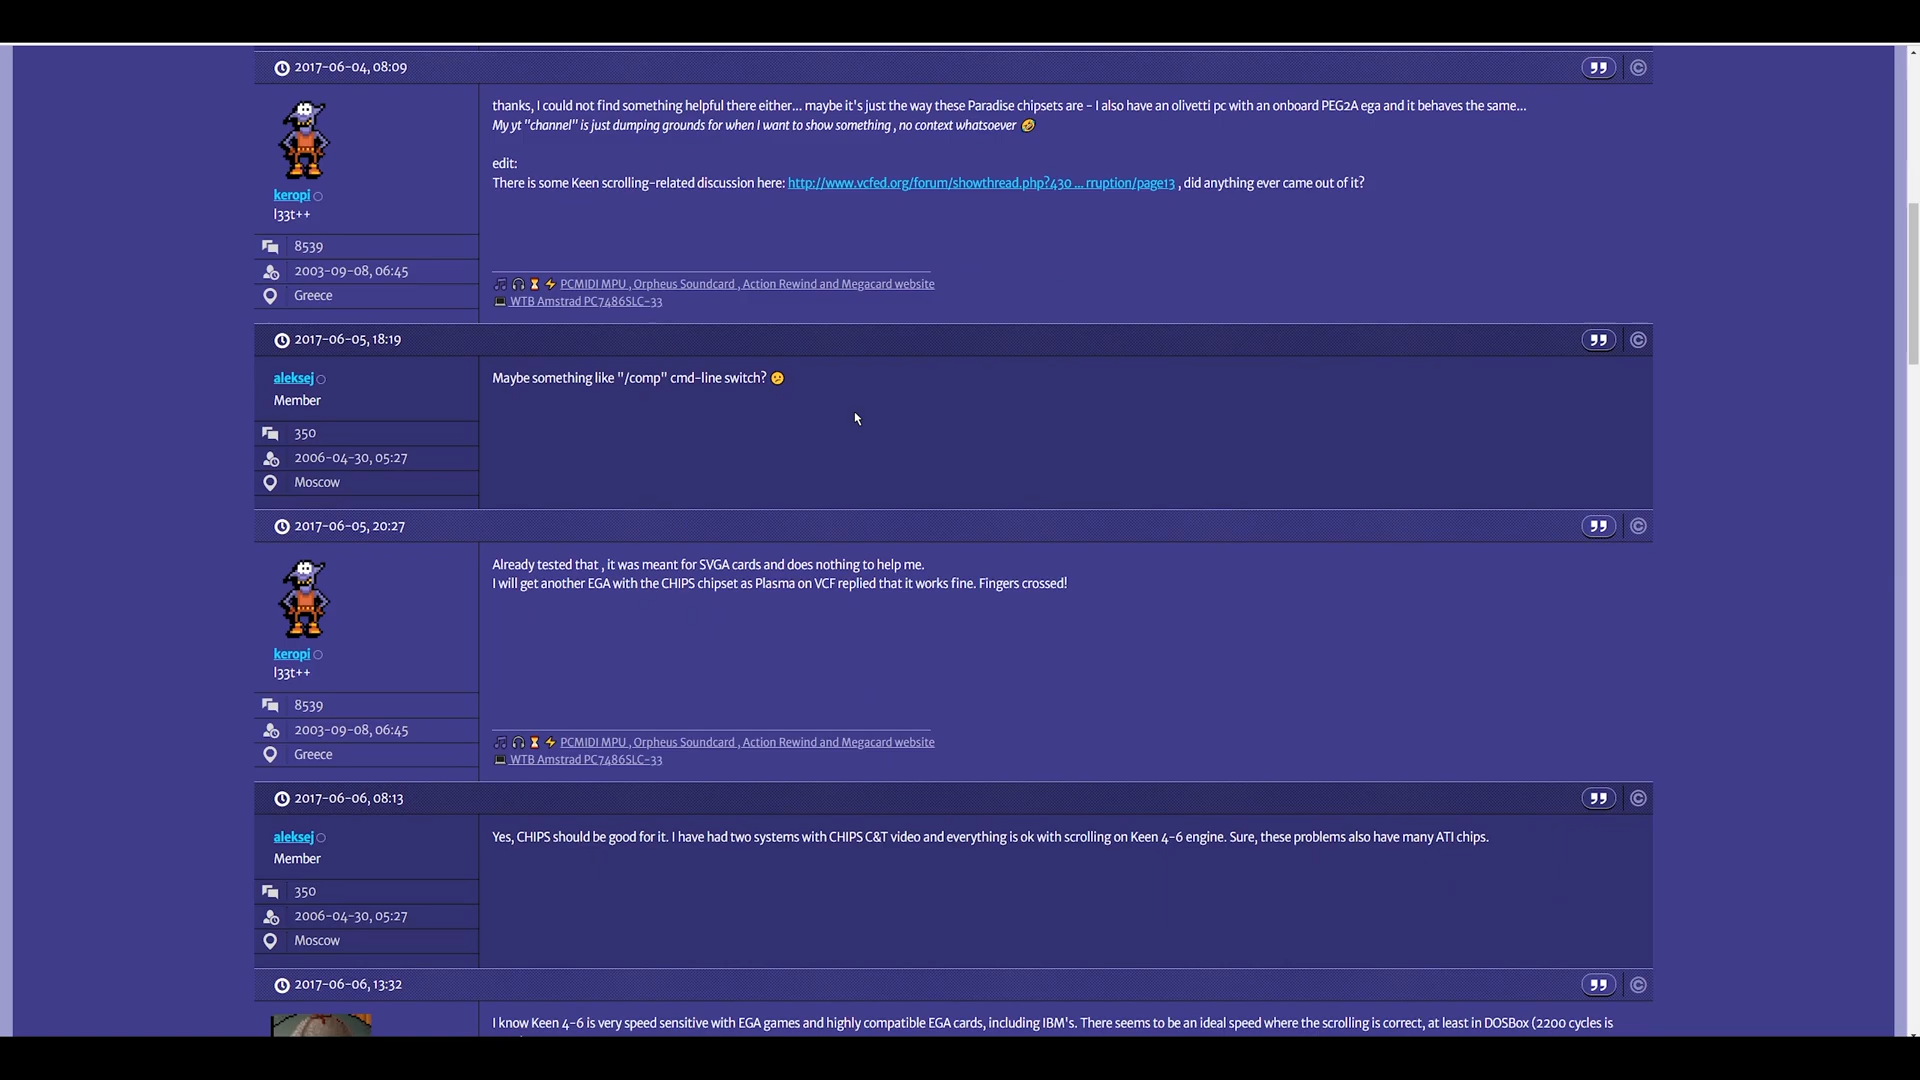 2017-06-04, 08:09
thanks, I could not find something helpful there either... maybe it's just the way these Paradise chipsets are - I also have an olivetti pc with an onboard PEG2A ega and it behaves the same...
My yt "channel" is just dumping grounds for when I want to show something , no context whatsoever 🤣
edit:
There is some Keen scrolling-related discussion here: http://www.vcfed.org/forum/showthread.php?430 ... rruption/page13 , did anything ever came out of it?
keropi
l33t++
8539
2003-09-08, 06:45
Greece
🎵 🎧 ⏳ ⚡ PCMIDI MPU , Orpheus Soundcard , Action Rewind and Megacard website
💻 WTB Amstrad PC7486SLC-33
2017-06-05, 18:19
aleksej
Member
350
2006-04-30, 05:27
Moscow
Maybe something like "/comp" cmd-line switch? 😕
2017-06-05, 20:27
keropi
l33t++
8539
2003-09-08, 06:45
Greece
Already tested that , it was meant for SVGA cards and does nothing to help me.
I will get another EGA with the CHIPS chipset as Plasma on VCF replied that it works fine. Fingers crossed!
🎵 🎧 ⏳ ⚡ PCMIDI MPU , Orpheus Soundcard , Action Rewind and Megacard website
💻 WTB Amstrad PC7486SLC-33
2017-06-06, 08:13
aleksej
Member
350
2006-04-30, 05:27
Moscow
Yes, CHIPS should be good for it. I have had two systems with CHIPS C&T video and everything is ok with scrolling on Keen 4-6 engine. Sure, these problems also have many ATI chips.
2017-06-06, 13:32
I know Keen 4-6 is very speed sensitive with EGA games and highly compatible EGA cards, including IBM's. There seems to be an ideal speed where the scrolling is correct, at least in DOSBox (2200 cycles is